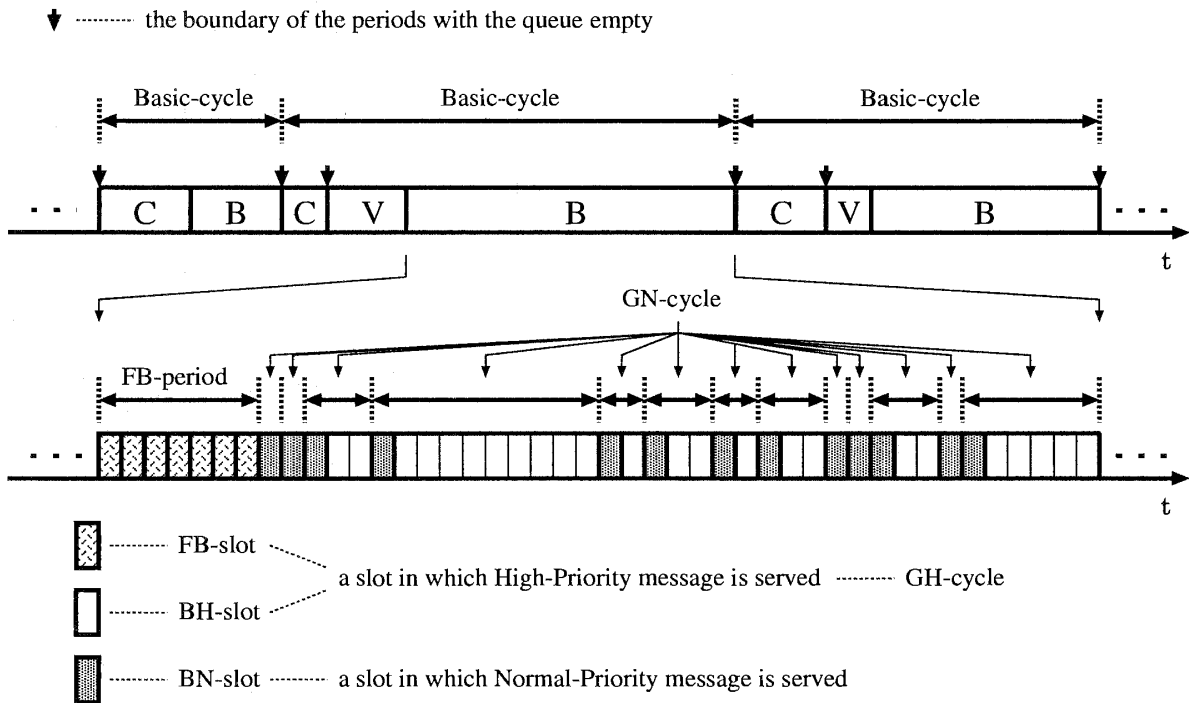 the boundary of the periods with the queue empty
Basic-cycle Basic-cycle Basic-cycle
. . . C B C V B C V B . . .
t
GN-cycle
FB-period
. . . . . .
t
FB-slot
a slot in which High-Priority message is served GH-cycle
BH-slot
BN-slot a slot in which Normal-Priority message is served